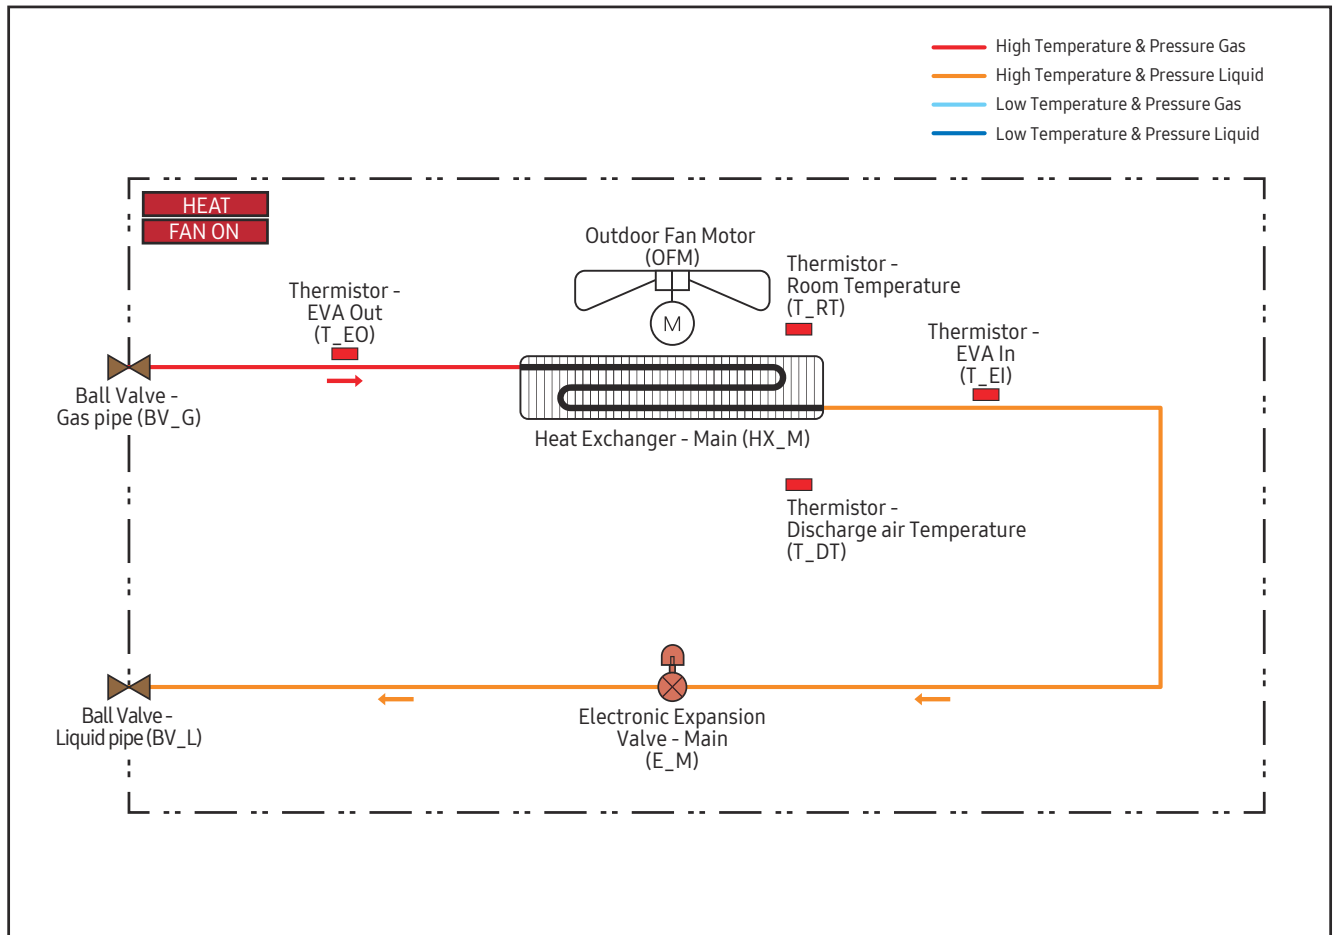 High Temperature & Pressure Gas
High Temperature & Pressure Liquid
Low Temperature & Pressure Gas
Low Temperature & Pressure Liquid
HEAT
FAN ON
Outdoor Fan Motor
(OFM)
M
Thermistor -
Room Temperature
(T_RT)
Thermistor -
EVA Out
(T_EO)
Thermistor -
EVA In
(T_EI)
Ball Valve -
Gas pipe (BV_G)
Heat Exchanger - Main (HX_M)
Thermistor -
Discharge air Temperature
(T_DT)
Ball Valve -
Liquid pipe (BV_L)
Electronic Expansion
Valve - Main
(E_M)